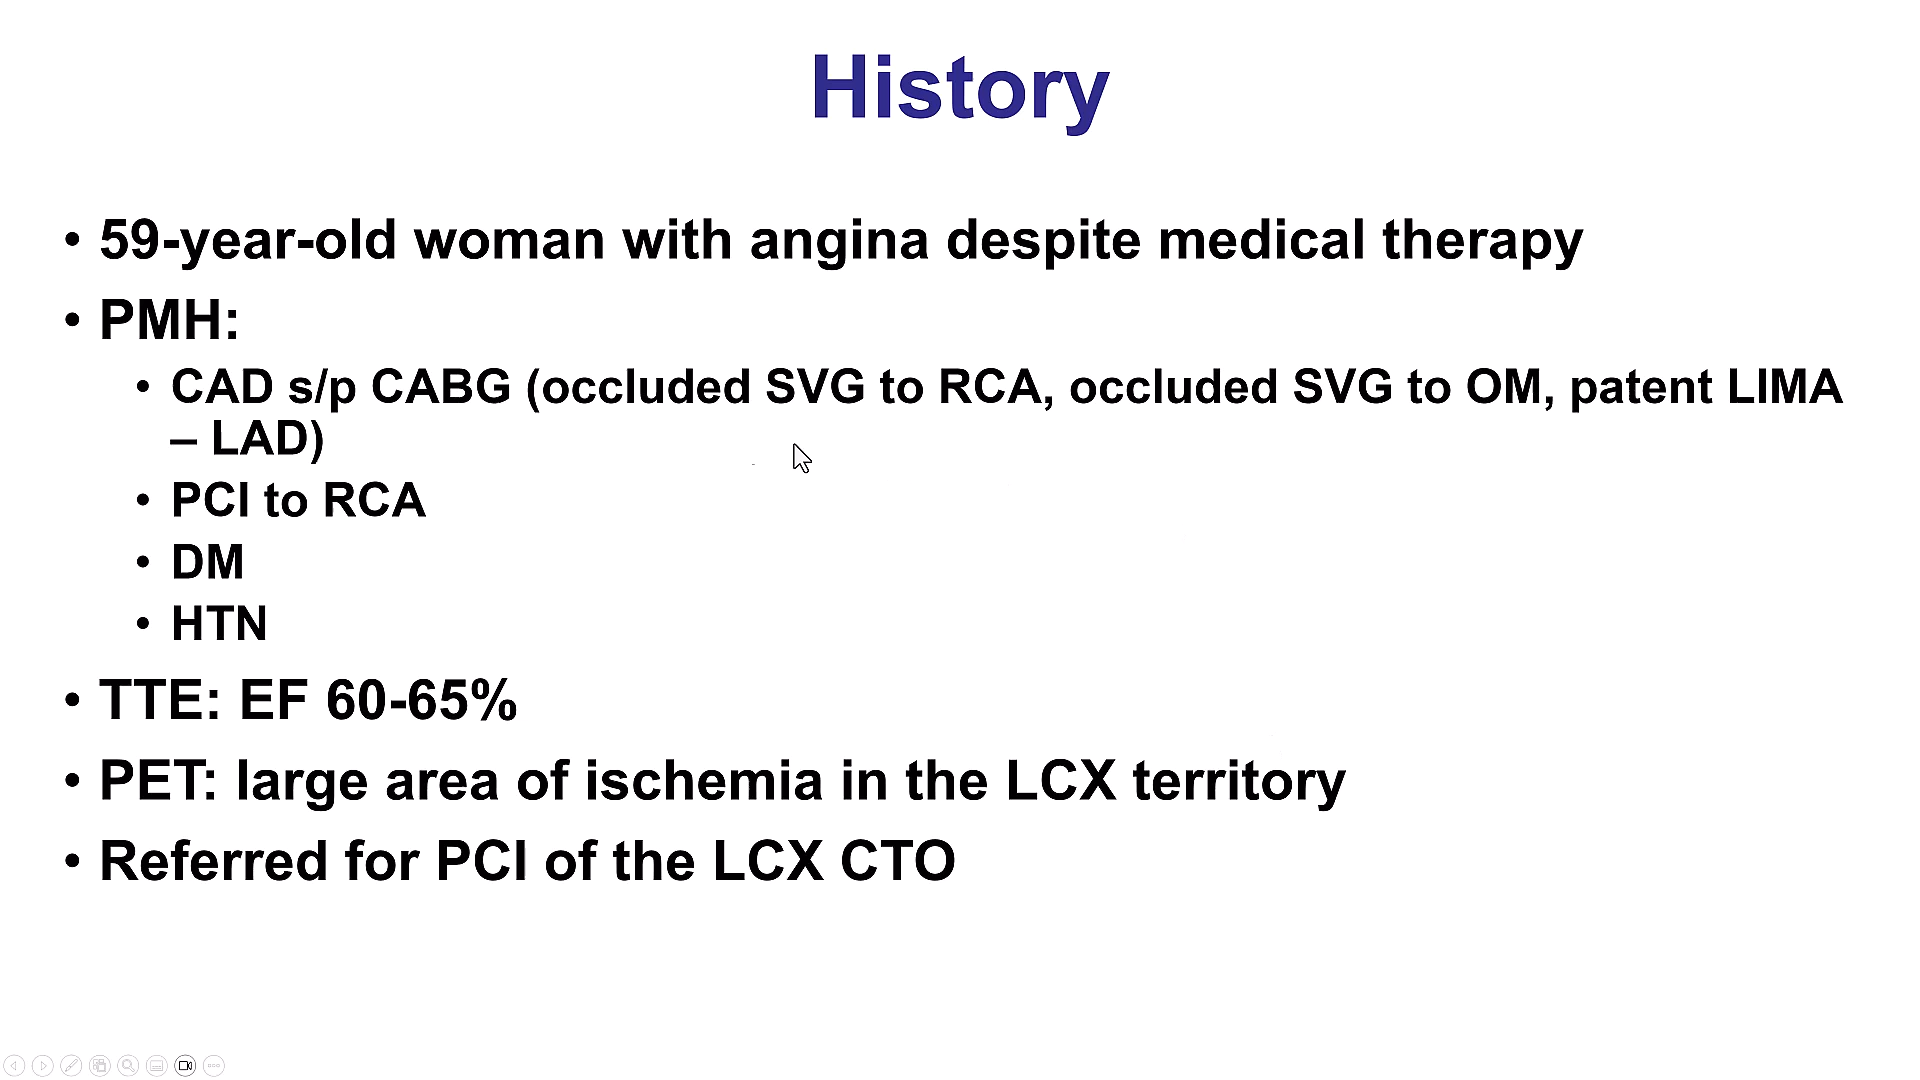 History
• 59-year-old woman with angina despite medical therapy
• PMH:
• CAD s/p CABG (occluded SVG to RCA, occluded SVG to OM, patent LIMA
– LAD)
• PCI to RCA
• DM
• HTN
• TTE: EF 60-65%
• PET: large area of ischemia in the LCX territory
• Referred for PCI of the LCX CTO